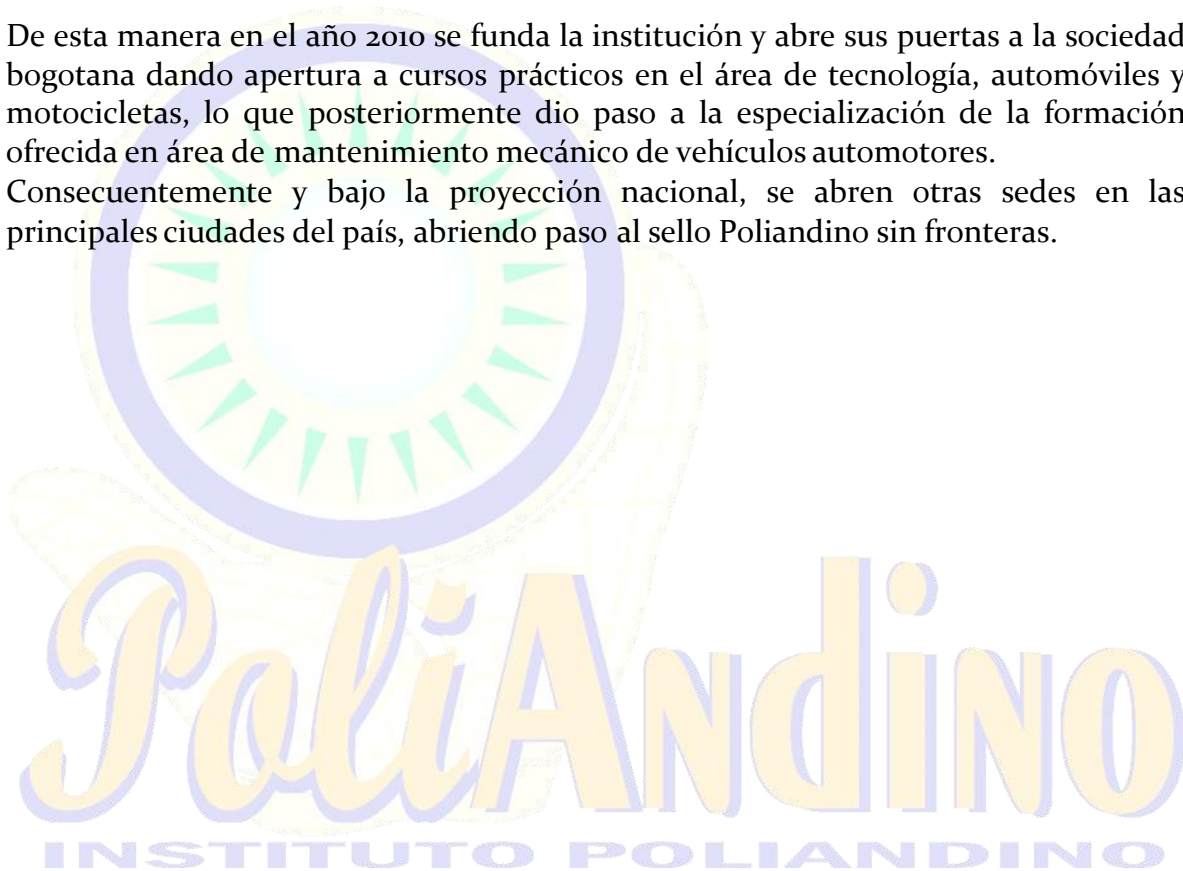 De esta manera en el año 2010 se funda la institución y abre sus puertas a la sociedad
bogotana dando apertura a cursos prácticos en el área de tecnología, automóviles y
motocicletas, lo que posteriormente dio paso a la especialización de la formación
ofrecida en área de mantenimiento mecánico de vehículos automotores.
Consecuentemente y bajo la proyección nacional, se abren otras sedes en las
principales ciudades del país, abriendo paso al sello Poliandino sin fronteras.
PoliAndino
INSTITUTO POLIANDINO